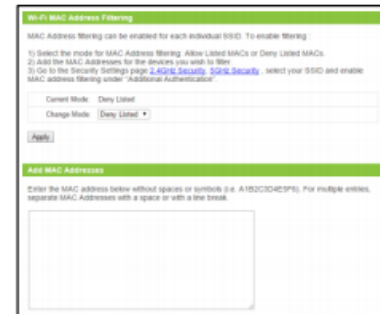 Wi-Fi MAC Address Filtering
MAC Address filtering can be enabled for each individual SSID. To enable filtering :
1) Select the mode for MAC Address filtering: Allow Listed MACs or Deny Listed MACs.
2) Add the MAC Addresses for the devices you wish to filter.
3) Go to the Security Settings page 2.4GHz Security, 5GHz Security , select your SSID and enable
MAC address filtering under "Additional Authentication".
Current Mode: Deny Listed
Change Mode: Deny Listed
Apply
Add MAC Addresses
Enter the MAC address below without spaces or symbols (i.e. A1B2C3D4E5F6). For multiple entries,
separate MAC Addresses with a space or with a line break.